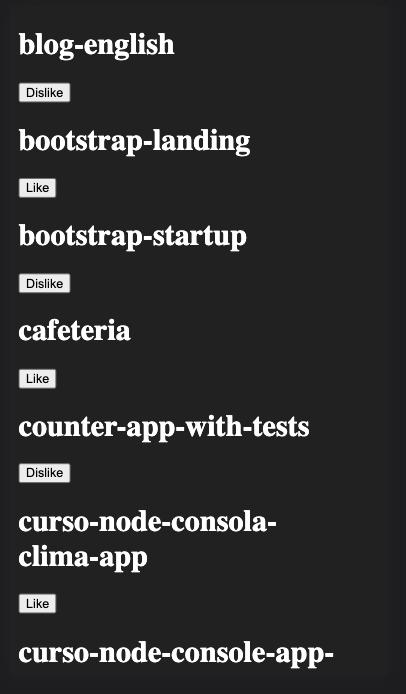 blog-english
Dislike
bootstrap-landing
Like
bootstrap-startup
Dislike
cafeteria
Like
counter-app-with-tests
Dislike
curso-node-consola-
clima-app
Like
curso-node-console-app-